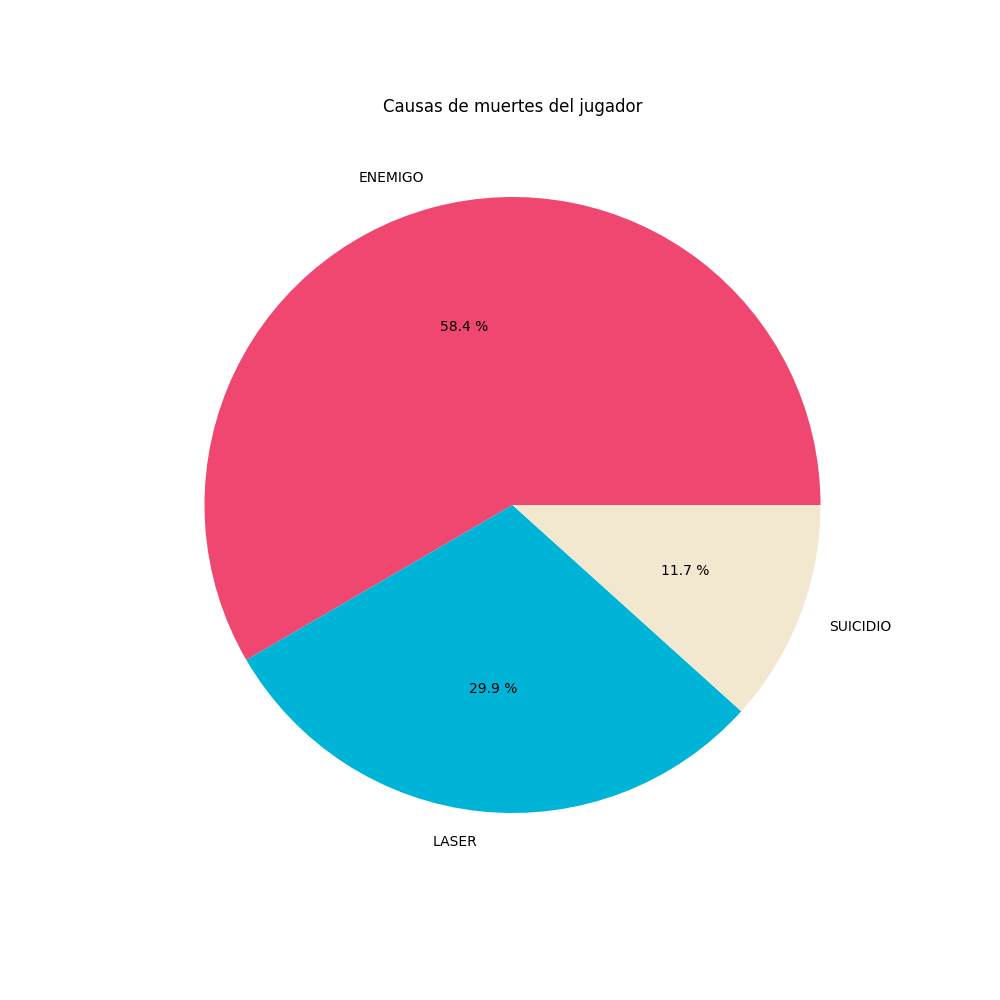 Causas de muertes del jugador
ENEMIGO
58.4 %
11.7 %
SUICIDIO
29.9 %
LASER